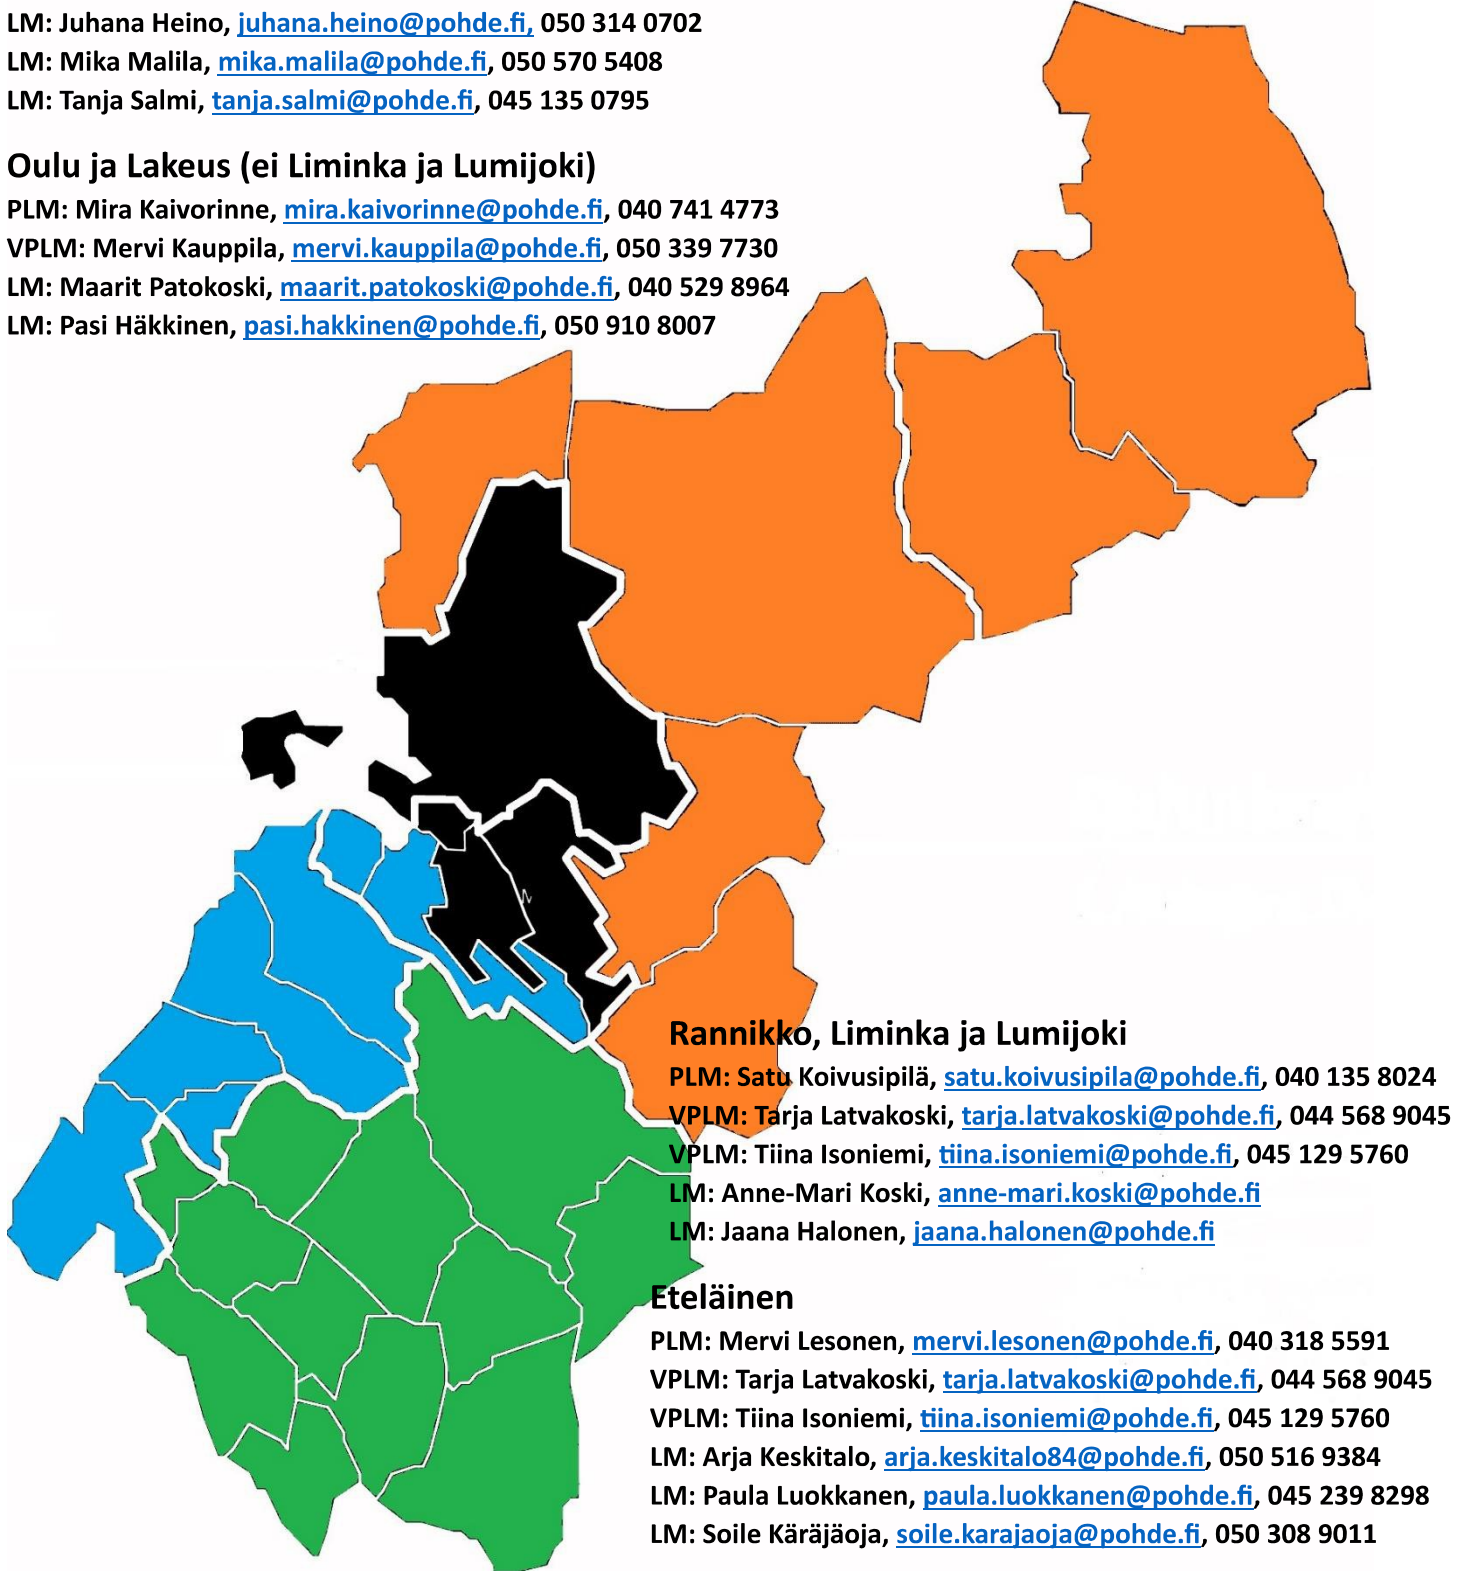 LM: Juhana Heino, juhana.heino@pohde.fi, 050 314 0702
LM: Mika Malila, mika.malila@pohde.fi, 050 570 5408
LM: Tanja Salmi, tanja.salmi@pohde.fi, 045 135 0795
Oulu ja Lakeus (ei Liminka ja Lumijoki)
PLM: Mira Kaivorinne, mira.kaivorinne@pohde.fi, 040 741 4773
VPLM: Mervi Kauppila, mervi.kauppila@pohde.fi, 050 339 7730
LM: Maarit Patokoski, maarit.patokoski@pohde.fi, 040 529 8964
LM: Pasi Häkkinen, pasi.hakkinen@pohde.fi, 050 910 8007
Rannikko, Liminka ja Lumijoki
PLM: Satu Koivusipilä, satu.koivusipila@pohde.fi, 040 135 8024
VPLM: Tarja Latvakoski, tarja.latvakoski@pohde.fi, 044 568 9045
VPLM: Tiina Isoniemi, tiina.isoniemi@pohde.fi, 045 129 5760
LM: Anne-Mari Koski, anne-mari.koski@pohde.fi
LM: Jaana Halonen, jaana.halonen@pohde.fi
Eteläinen
PLM: Mervi Lesonen, mervi.lesonen@pohde.fi, 040 318 5591
VPLM: Tarja Latvakoski, tarja.latvakoski@pohde.fi, 044 568 9045
VPLM: Tiina Isoniemi, tiina.isoniemi@pohde.fi, 045 129 5760
LM: Arja Keskitalo, arja.keskitalo84@pohde.fi, 050 516 9384
LM: Paula Luokkanen, paula.luokkanen@pohde.fi, 045 239 8298
LM: Soile Käräjäoja, soile.karajaoja@pohde.fi, 050 308 9011